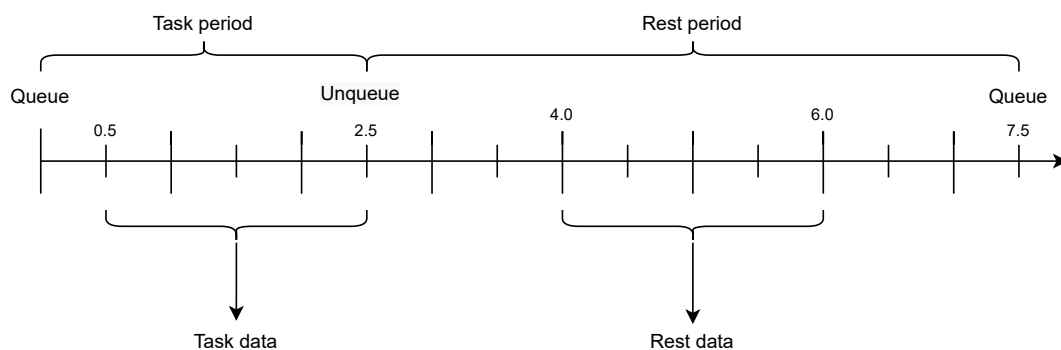 Task period
Rest period
Queue
Unqueue
Queue
0.5
2.5
4.0
6.0
7.5
Task data
Rest data